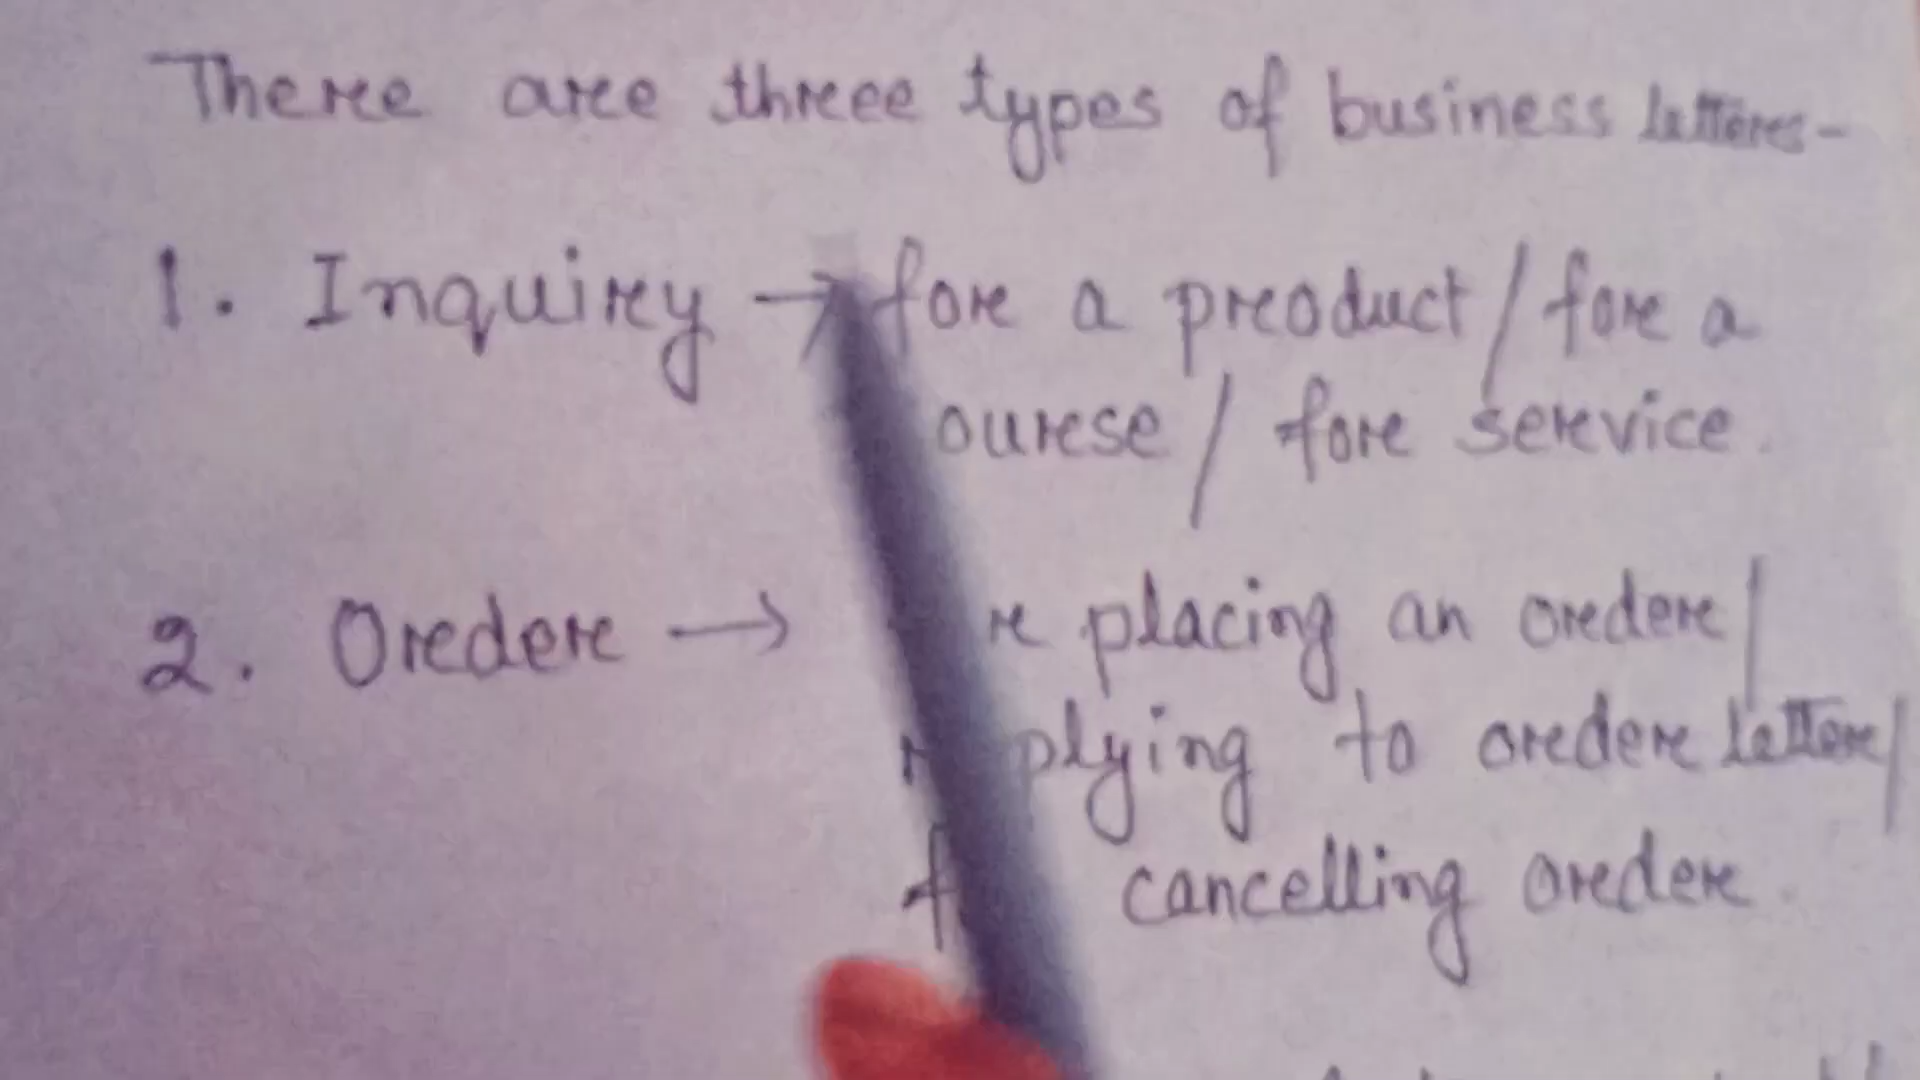 There are three types of business letters-
1. Inquiry → for a product / for a
ourse / for service.
2. Order → placing an order /
plying to order letter /
cancelling order.